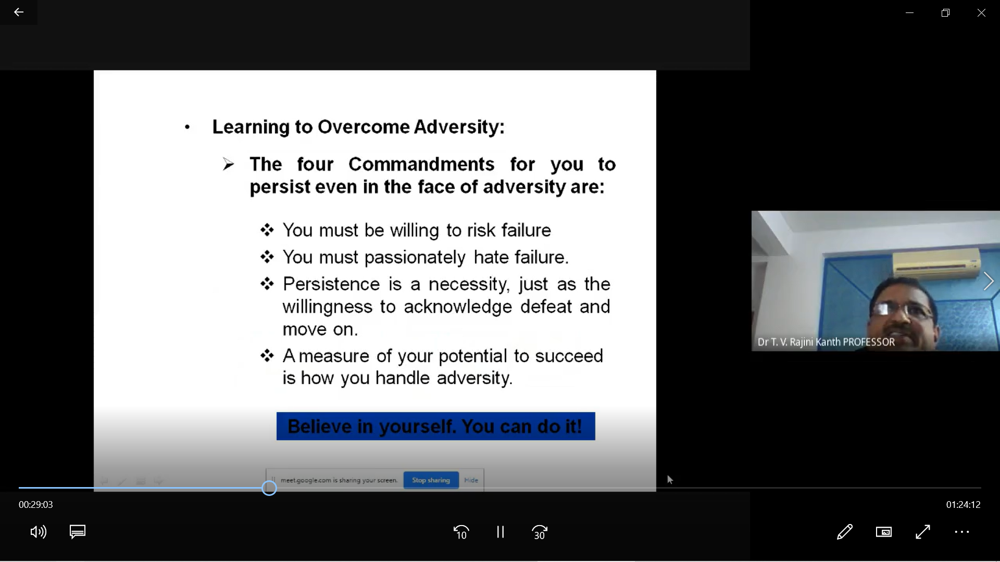 • Learning to Overcome Adversity:
➢ The four Commandments for you to
persist even in the face of adversity are:
❖ You must be willing to risk failure
❖ You must passionately hate failure.
❖ Persistence is a necessity, just as the
willingness to acknowledge defeat and
move on.
❖ A measure of your potential to succeed
is how you handle adversity.
Believe in yourself. You can do it!
Dr T. V. Rajini Kanth PROFESSOR
meet.google.com is sharing your screen. Stop sharing Hide
00:29:03 01:24:12
10 30